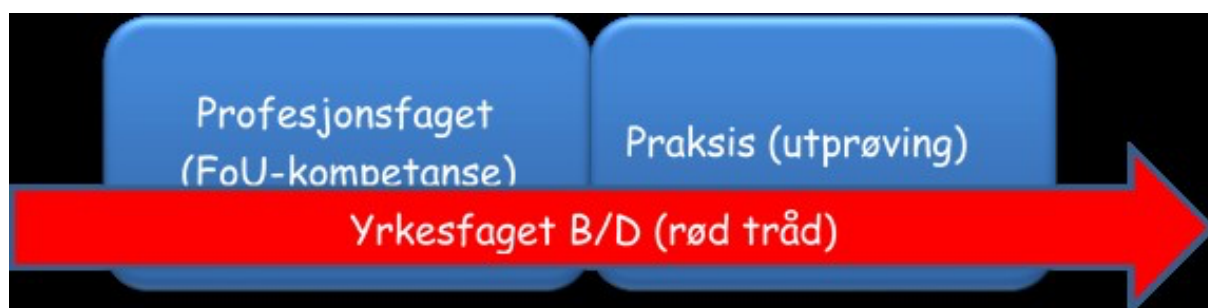 Profesjonsfaget
(FoU-kompetanse)
Praksis (utprøving)
Yrkesfaget B/D (rød tråd)